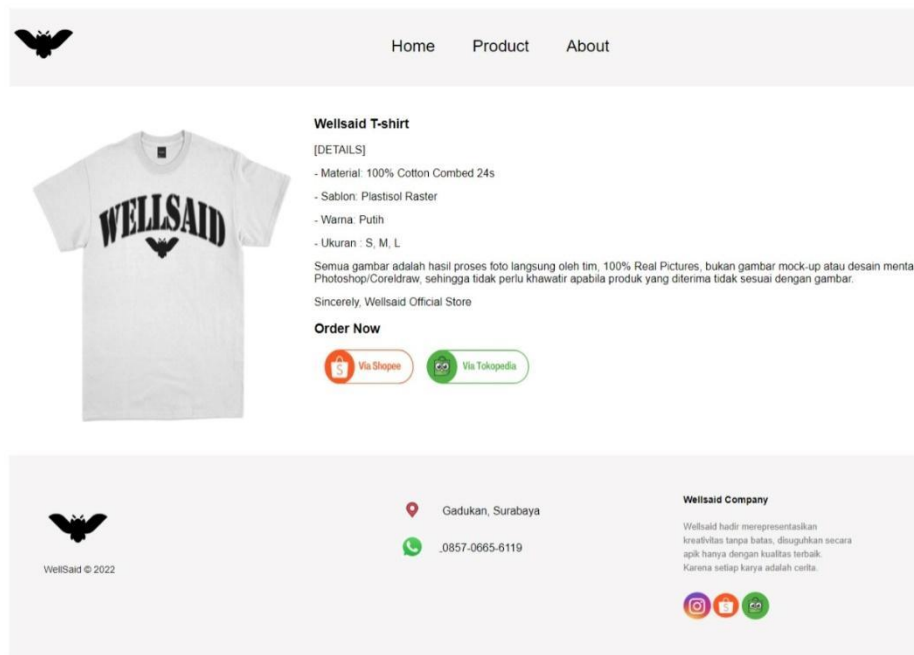 Home Product About
WELLSAID
Wellsaid T-shirt
[DETAILS]
- Material: 100% Cotton Combed 24s
- Sablon: Plastisol Raster
- Warna: Putih
- Ukuran : S, M, L
Semua gambar adalah hasil proses foto langsung oleh tim, 100% Real Pictures, bukan gambar mock-up atau desain menta
Photoshop/Coreldraw, sehingga tidak perlu khawatir apabila produk yang diterima tidak sesuai dengan gambar.
Sincerely, Wellsaid Official Store
Order Now
Via Shopee
Via Tokopedia
WellSaid © 2022
Gadukan, Surabaya
0857-0665-6119
Wellsaid Company
Wellsaid hadir merepresentasikan
kreativitas tanpa batas, disuguhkan secara
apik hanya dengan kualitas terbaik.
Karena setiap karya adalah cerita.